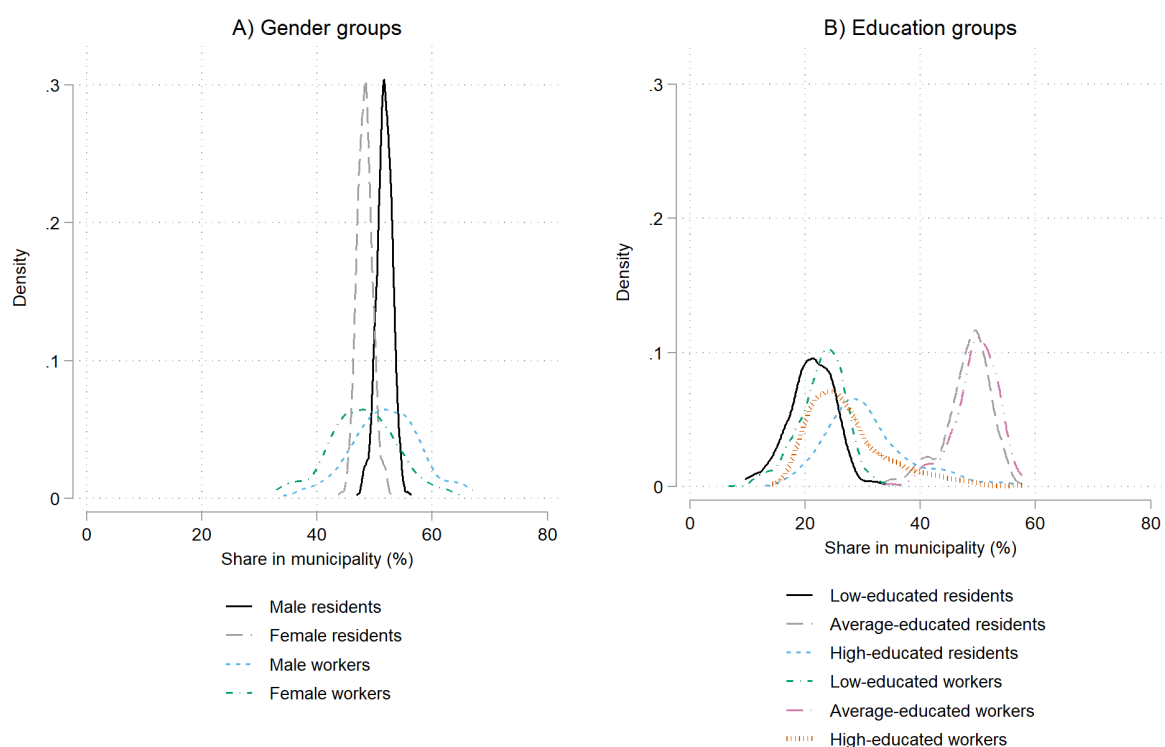 A) Gender groups
.3
.2
.1
0
Density
0 20 40 60 80
Share in municipality (%)
Male residents
Female residents
Male workers
Female workers
B) Education groups
.3
.2
.1
0
Density
0 20 40 60 80
Share in municipality (%)
Low-educated residents
Average-educated residents
High-educated residents
Low-educated workers
Average-educated workers
High-educated workers